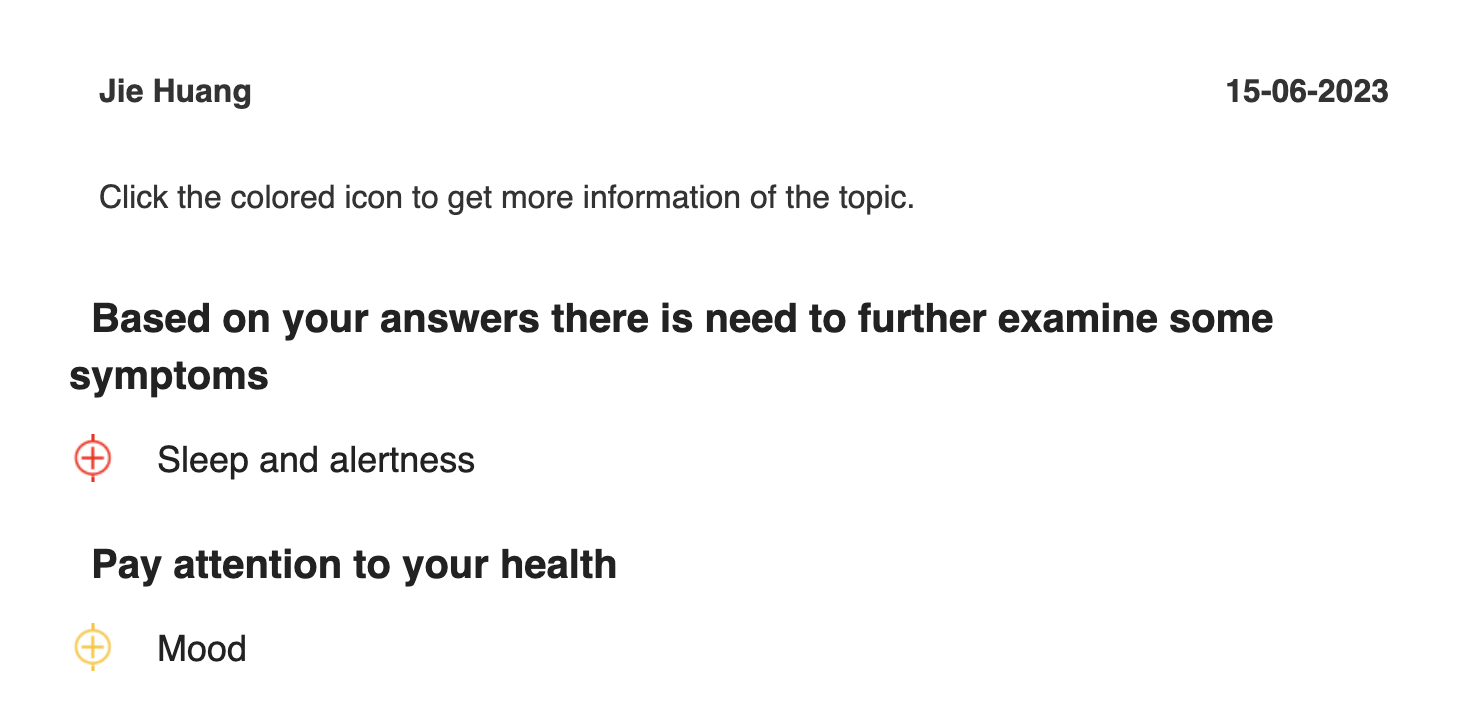 Jie Huang 15-06-2023
Click the colored icon to get more information of the topic.
Based on your answers there is need to further examine some
symptoms
Sleep and alertness
Pay attention to your health
Mood